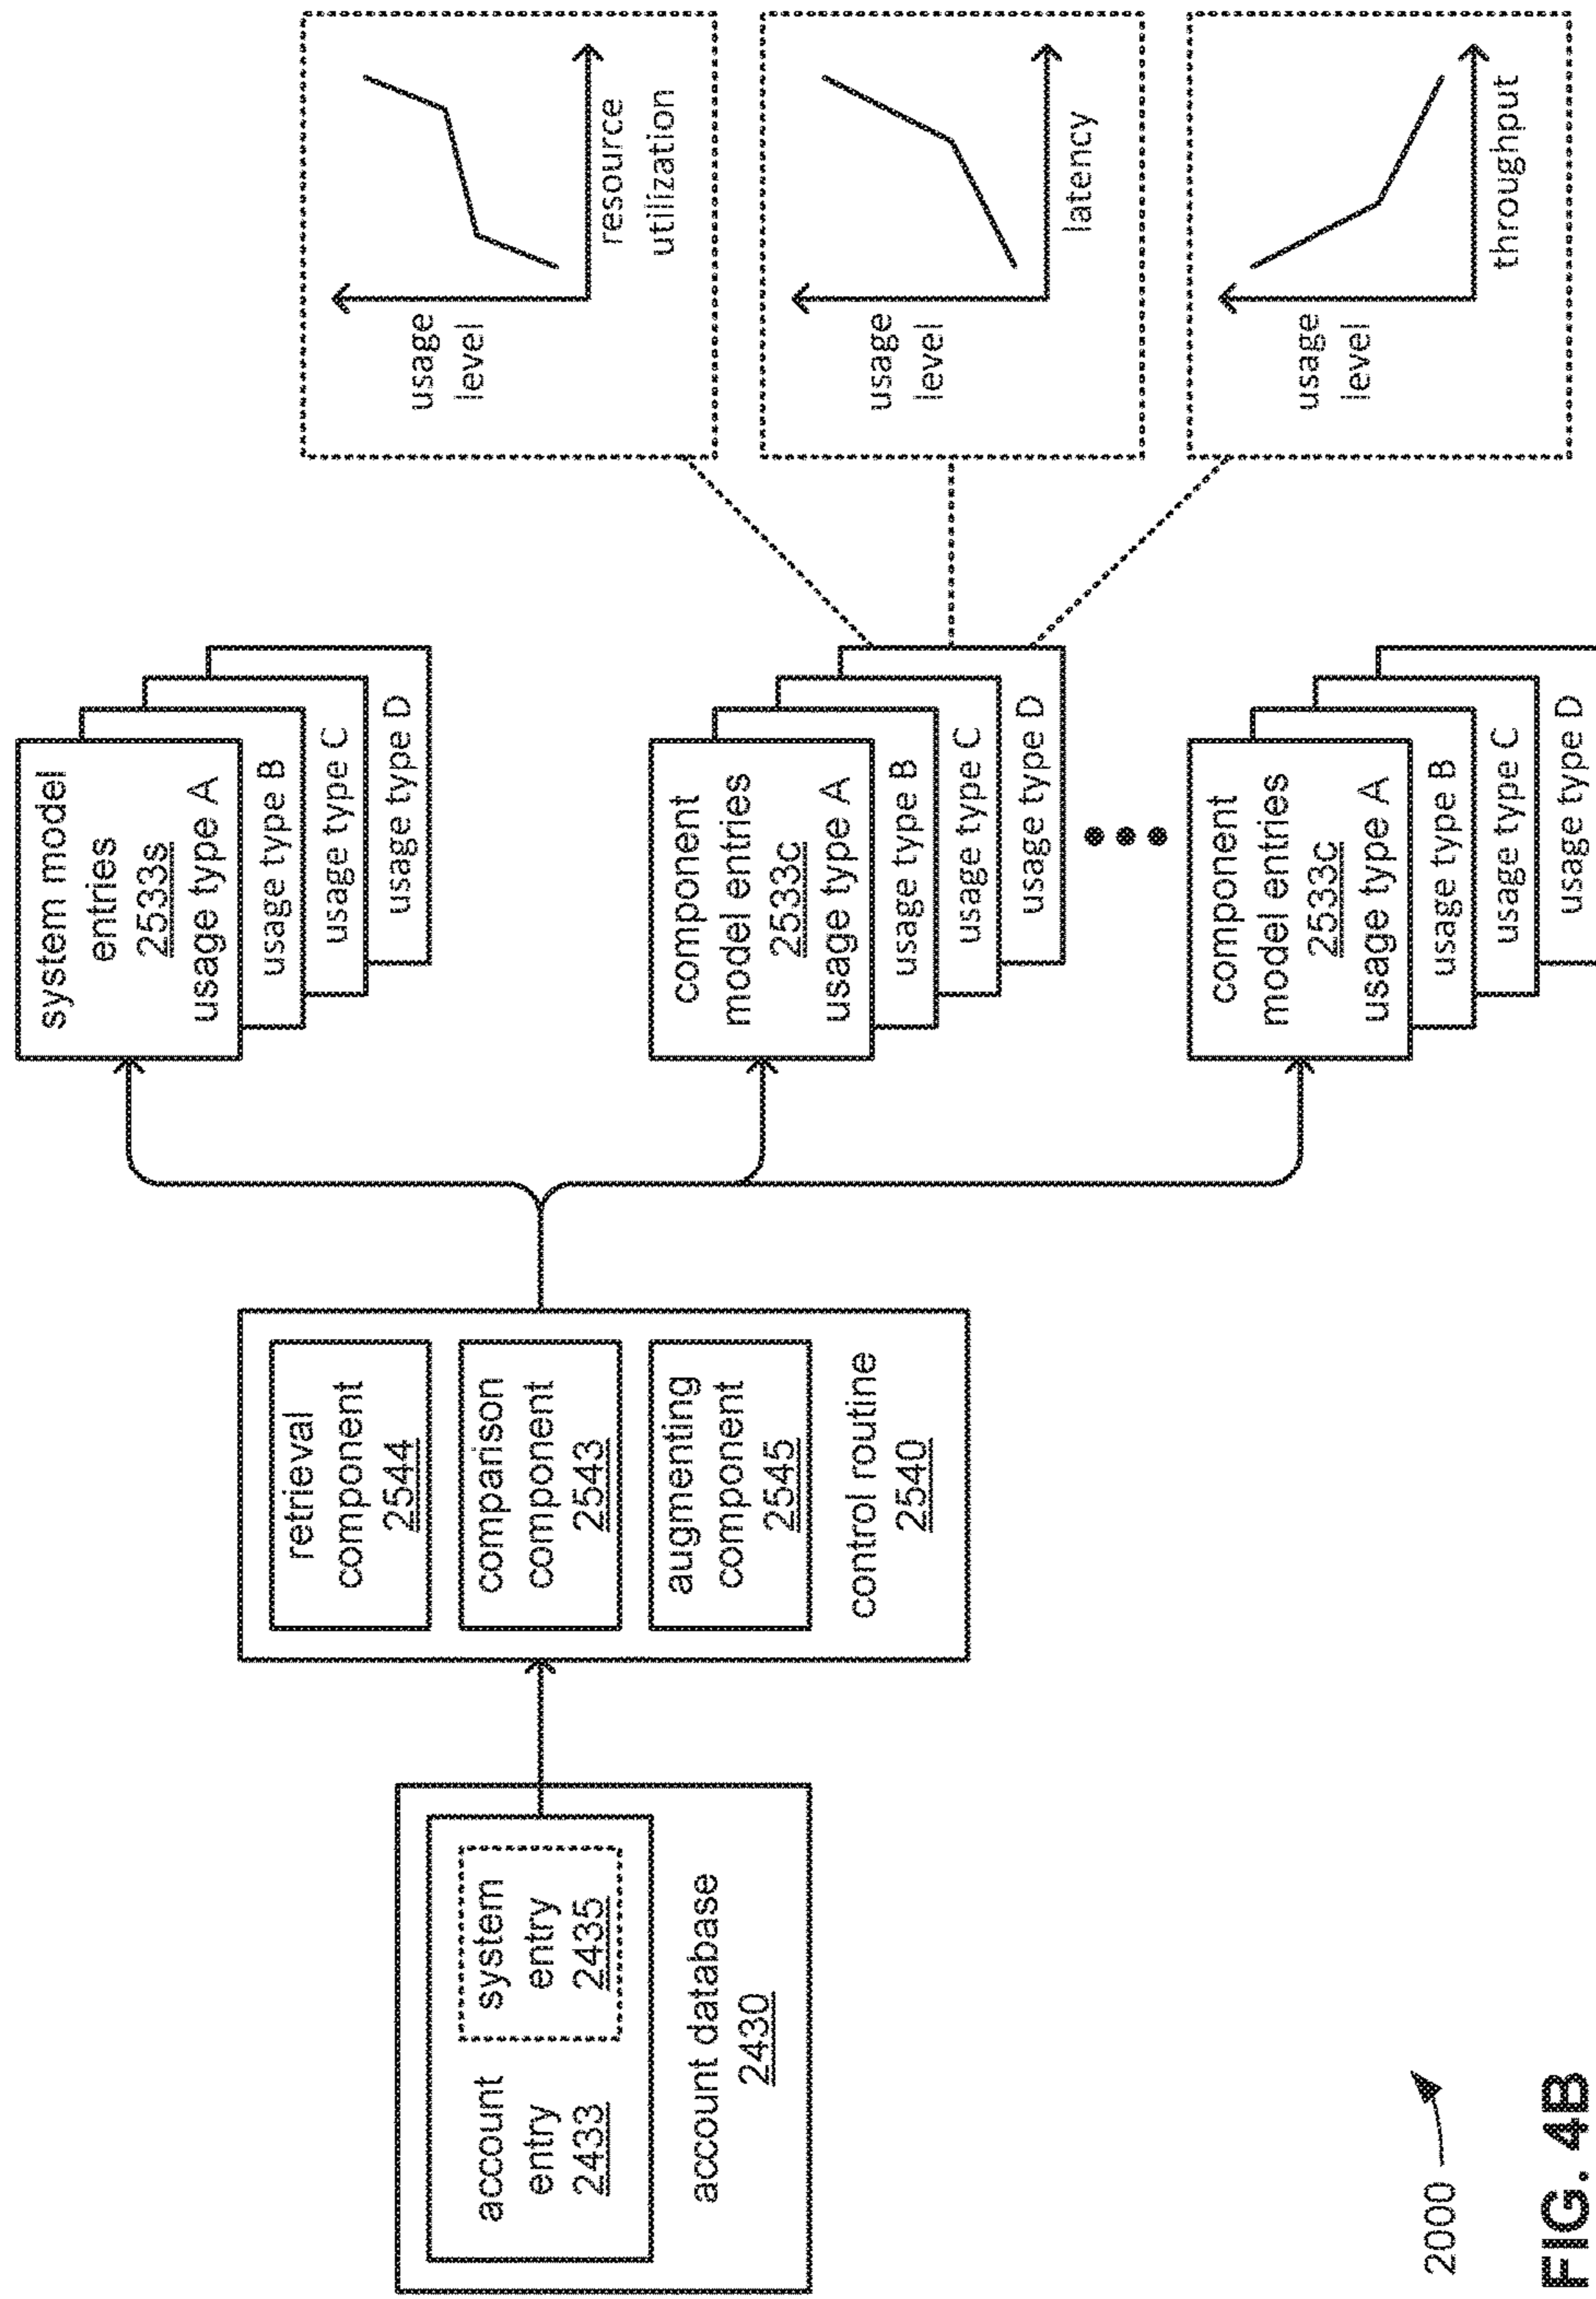 account
entry
2433
system
entry
2435
account database
2430
retrieval
component
2544
comparison
component
2543
augmenting
component
2545
control routine
2540
system model
entries
2533s
usage type A
usage type B
usage type C
usage type D
component
model entries
2533c
usage type A
usage type B
usage type C
usage type D
component
model entries
2533c
usage type A
usage type B
usage type C
usage type D
usage
level
resource
utilization
usage
level
latency
usage
level
throughput
2000
FIG. 4B